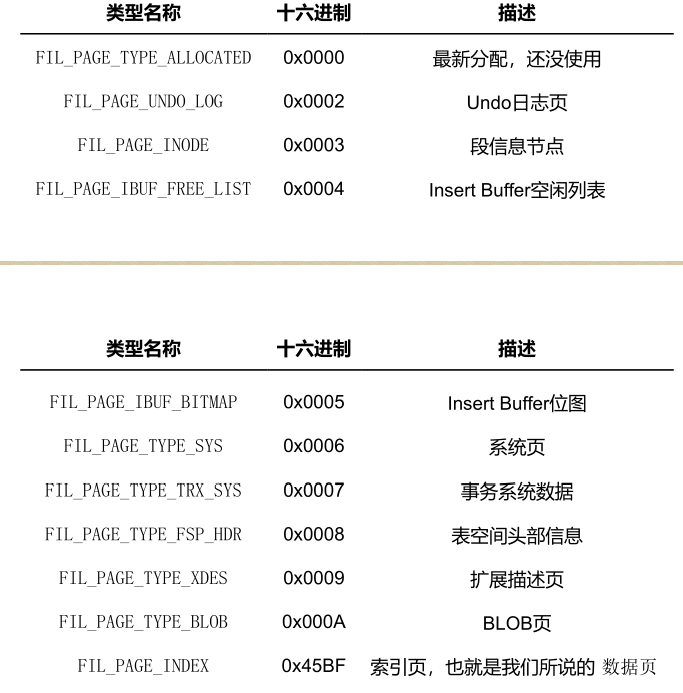 类型名称 十六进制 描述
FIL_PAGE_TYPE_ALLOCATED 0x0000 最新分配，还没使用
FIL_PAGE_UNDO_LOG 0x0002 Undo日志页
FIL_PAGE_INODE 0x0003 段信息节点
FIL_PAGE_IBUF_FREE_LIST 0x0004 Insert Buffer空闲列表
类型名称 十六进制 描述
FIL_PAGE_IBUF_BITMAP 0x0005 Insert Buffer位图
FIL_PAGE_TYPE_SYS 0x0006 系统页
FIL_PAGE_TYPE_TRX_SYS 0x0007 事务系统数据
FIL_PAGE_TYPE_FSP_HDR 0x0008 表空间头部信息
FIL_PAGE_TYPE_XDES 0x0009 扩展描述页
FIL_PAGE_TYPE_BLOB 0x000A BLOB页
FIL_PAGE_INDEX 0x45BF 索引页，也就是我们所说的 数据页